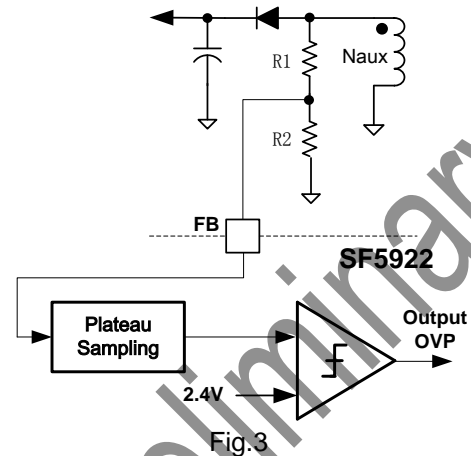 R1
Naux
R2
FB
SF5922
Plateau
Sampling
Output
OVP
2.4V
Fig.3